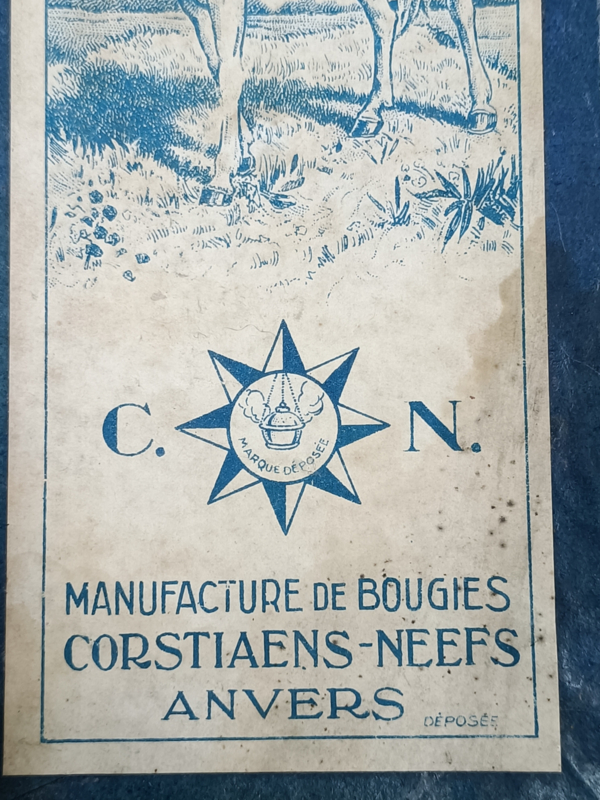 C. N.
MARQUE DÉPOSÉE
MANUFACTURE DE BOUGIES
CORSTIAENS-NEEFS
ANVERS
DÉPOSÉE